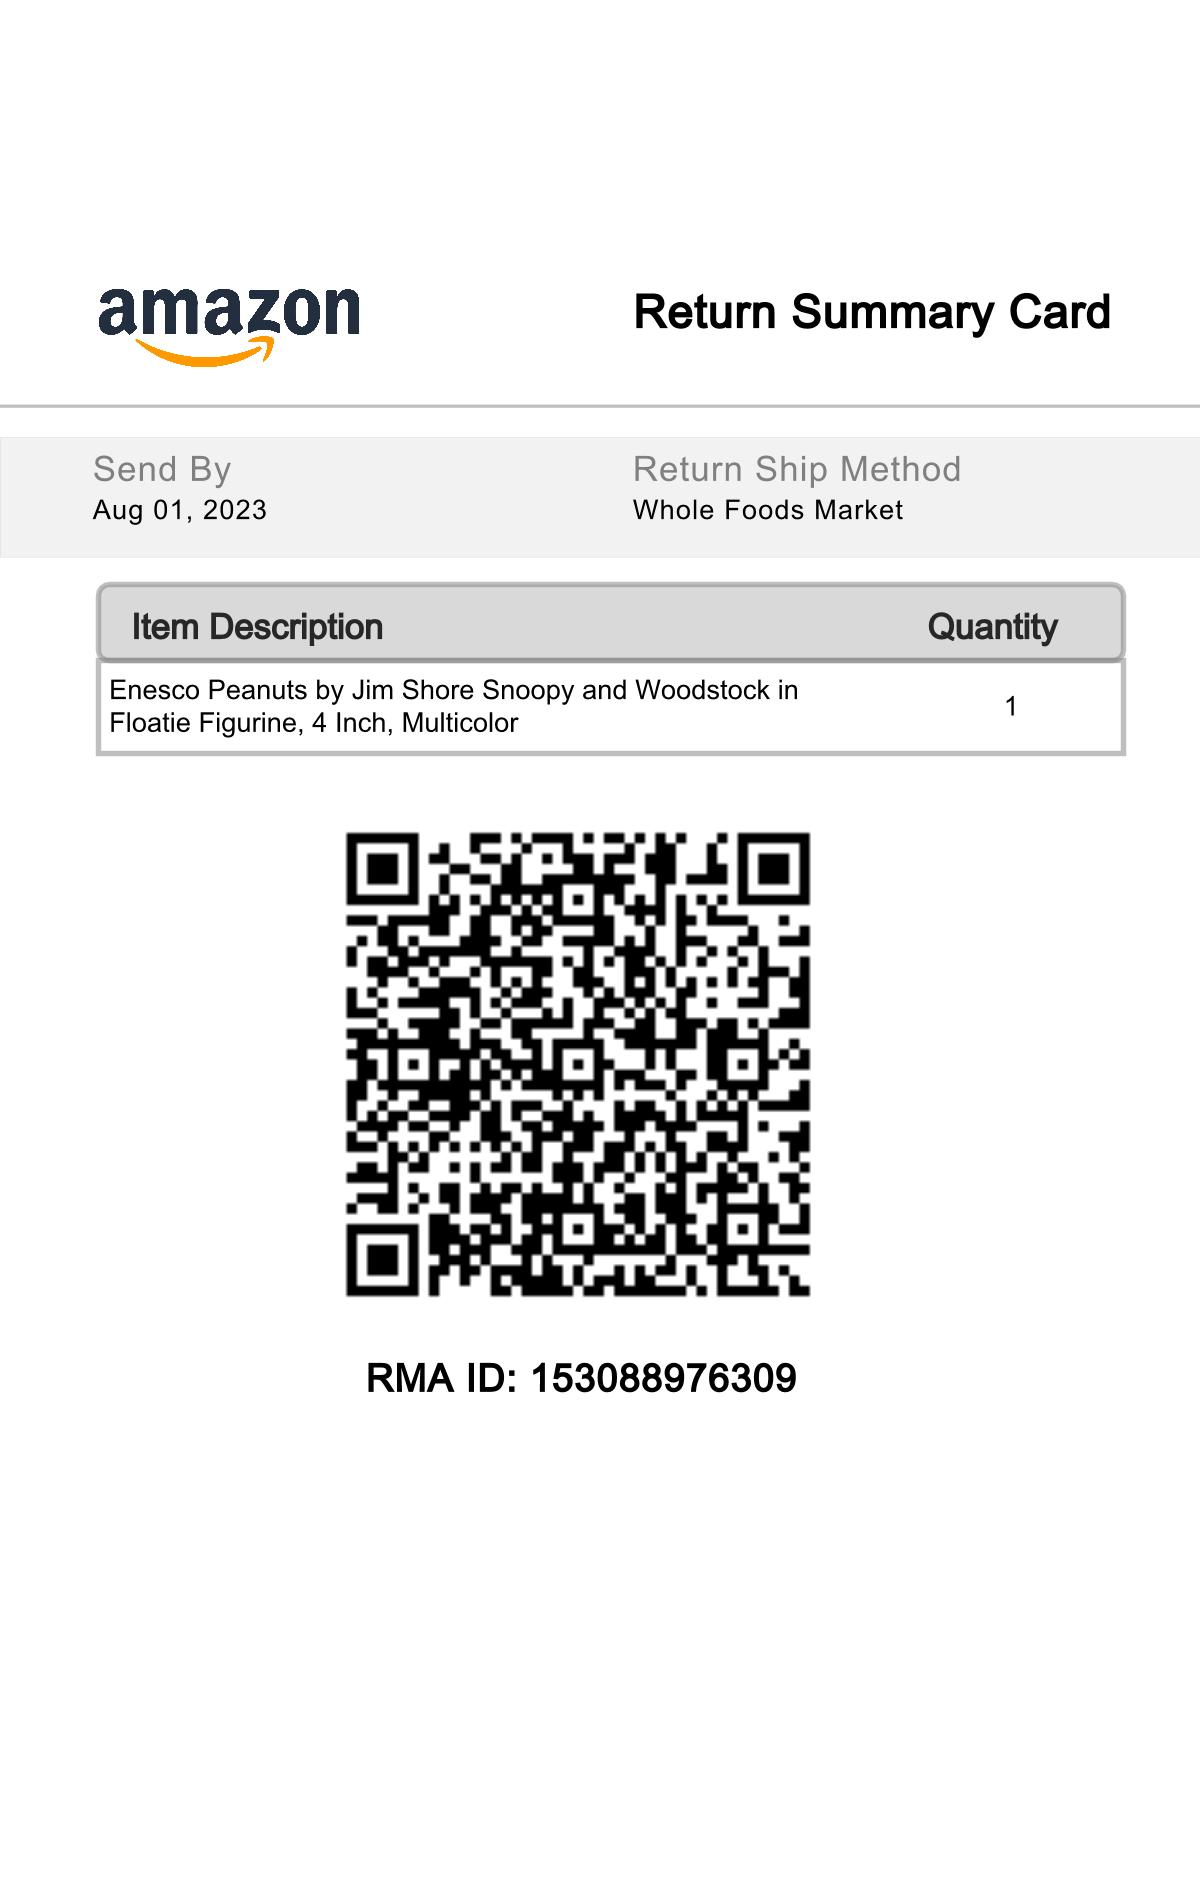 amazon
Return Summary Card
Send By
Return Ship Method
Aug 01, 2023
Whole Foods Market
Item Description
Quantity
Enesco Peanuts by Jim Shore Snoopy and Woodstock in
Floatie Figurine, 4 Inch, Multicolor
1
RMA ID: 153088976309